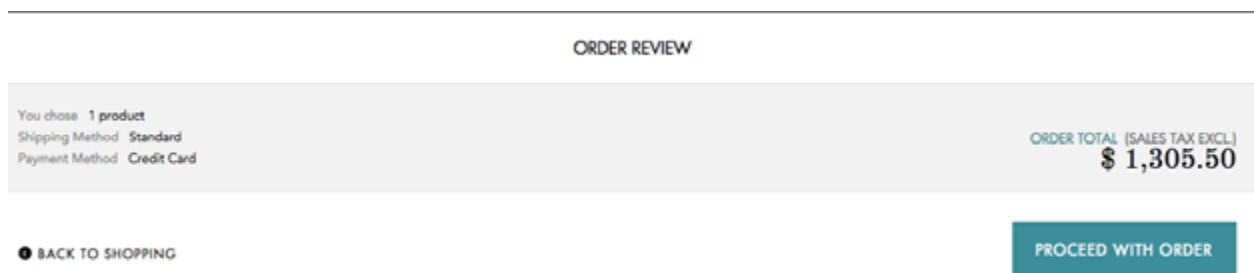 ORDER REVIEW
You chose 1 product
Shipping Method Standard
Payment Method Credit Card
ORDER TOTAL (SALES TAX EXCL.)
$ 1,305.50
BACK TO SHOPPING
PROCEED WITH ORDER